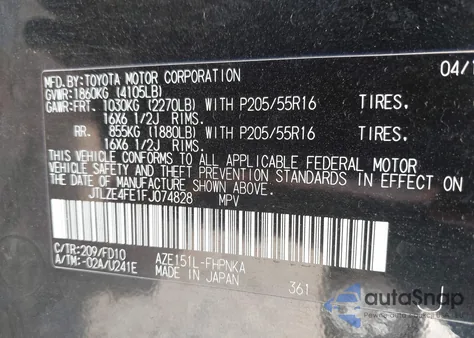 MFD.BY:TOYOTA MOTOR CORPORATION 04/1
GVWR:1860KG (4105LB)
GAWR:FRT. 1030KG (2270LB) WITH P205/55R16 TIRES.
16X6 1/2J RIMS.
RR. 855KG (1880LB) WITH P205/55R16 TIRES.
16X6 1/2J RIMS.
THIS VEHICLE CONFORMS TO ALL APPLICABLE FEDERAL MOTOR
VEHICLE SAFETY AND THEFT PREVENTION STANDARDS IN EFFECT
ON THE DATE OF MANUFACTURE SHOWN ABOVE.
JTLZE4FE1FJ074828 MPV
C/TR:209/FD10 AZE151L-FHPNKA
A/TM:-02A/U241E MADE IN JAPAN 361
autoSnap